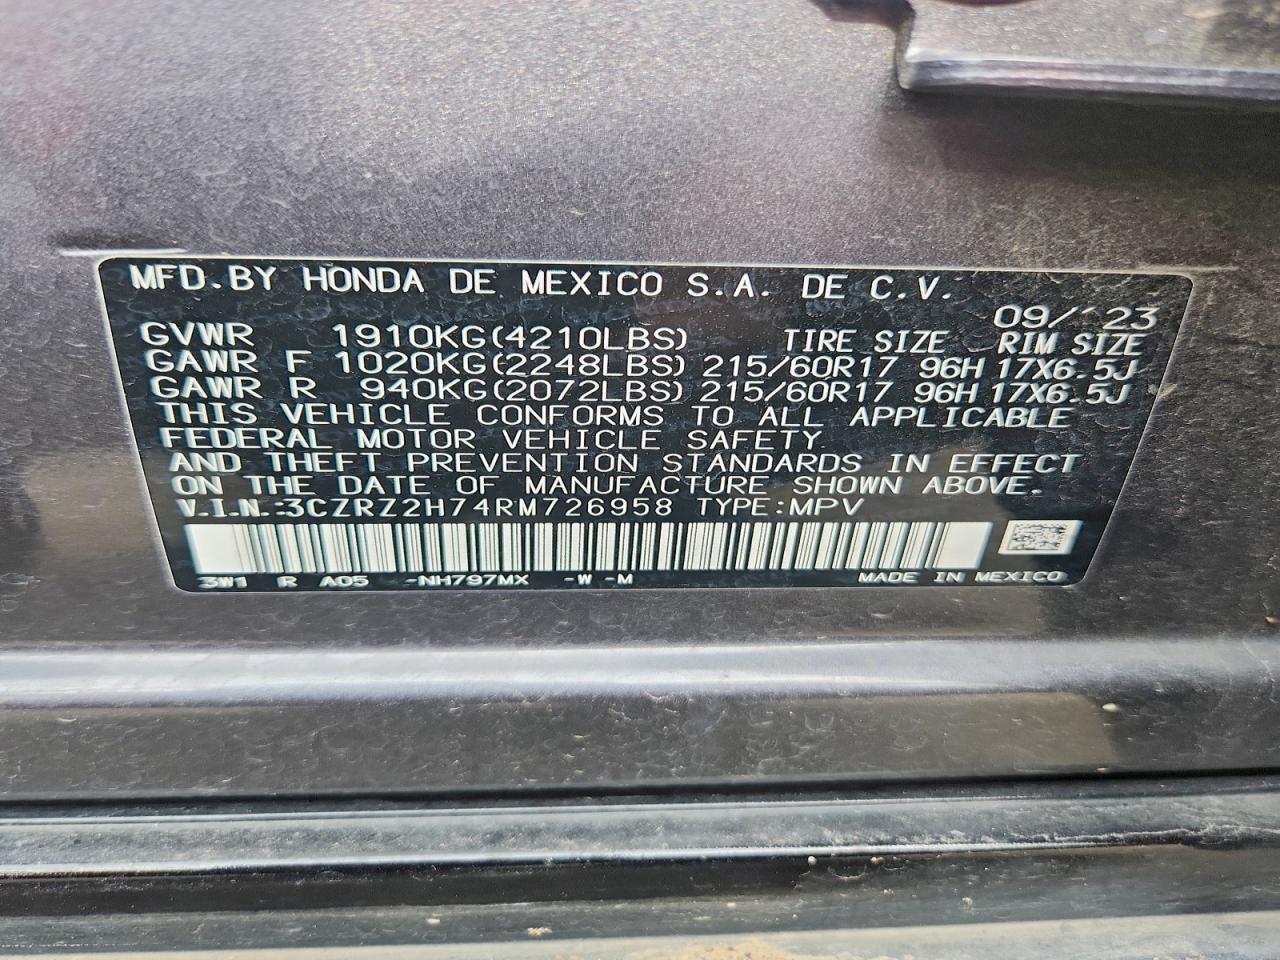 MFD.BY HONDA DE MEXICO S.A. DE C.V.
09/'23
GVWR 1910KG(4210LBS) TIRE SIZE RIM SIZE
GAWR F 1020KG(2248LBS) 215/60R17 96H 17X6.5J
GAWR R 940KG(2072LBS) 215/60R17 96H 17X6.5J
THIS VEHICLE CONFORMS TO ALL APPLICABLE
FEDERAL MOTOR VEHICLE SAFETY
AND THEFT PREVENTION STANDARDS IN EFFECT
ON THE DATE OF MANUFACTURE SHOWN ABOVE.
V.I.N.:3CZRZ2H74RM726958 TYPE:MPV
3W1 R A05 -NH797MX -W -M MADE IN MEXICO